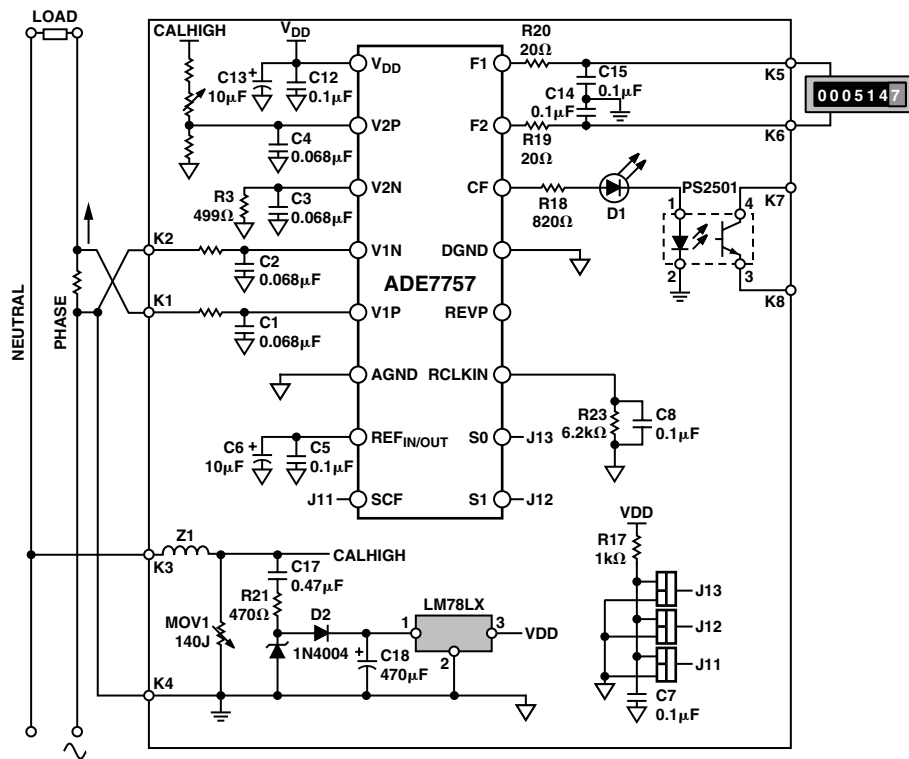 LOAD
CALHIGH
VDD
C13
10µF
C12
0.1µF
VDD
F1
R20
20Ω
C15
0.1µF
C14
0.1µF
K5
0005147
V2P
F2
R19
20Ω
K6
C4
0.068µF
V2N
CF
R18
820Ω
D1
PS2501
1
4
2
3
K7
K8
R3
499Ω
C3
0.068µF
K2
V1N
DGND
C2
0.068µF
ADE7757
K1
V1P
REVP
C1
0.068µF
NEUTRAL
PHASE
AGND
RCLKIN
R23
6.2kΩ
C8
0.1µF
C6
10µF
C5
0.1µF
REFIN/OUT
S0
J13
J11
SCF
S1
J12
Z1
K3
CALHIGH
C17
0.47µF
R21
470Ω
MOV1
140J
D2
1N4004
C18
470µF
LM78LX
1
3
2
VDD
K4
VDD
R17
1kΩ
J13
J12
J11
C7
0.1µF